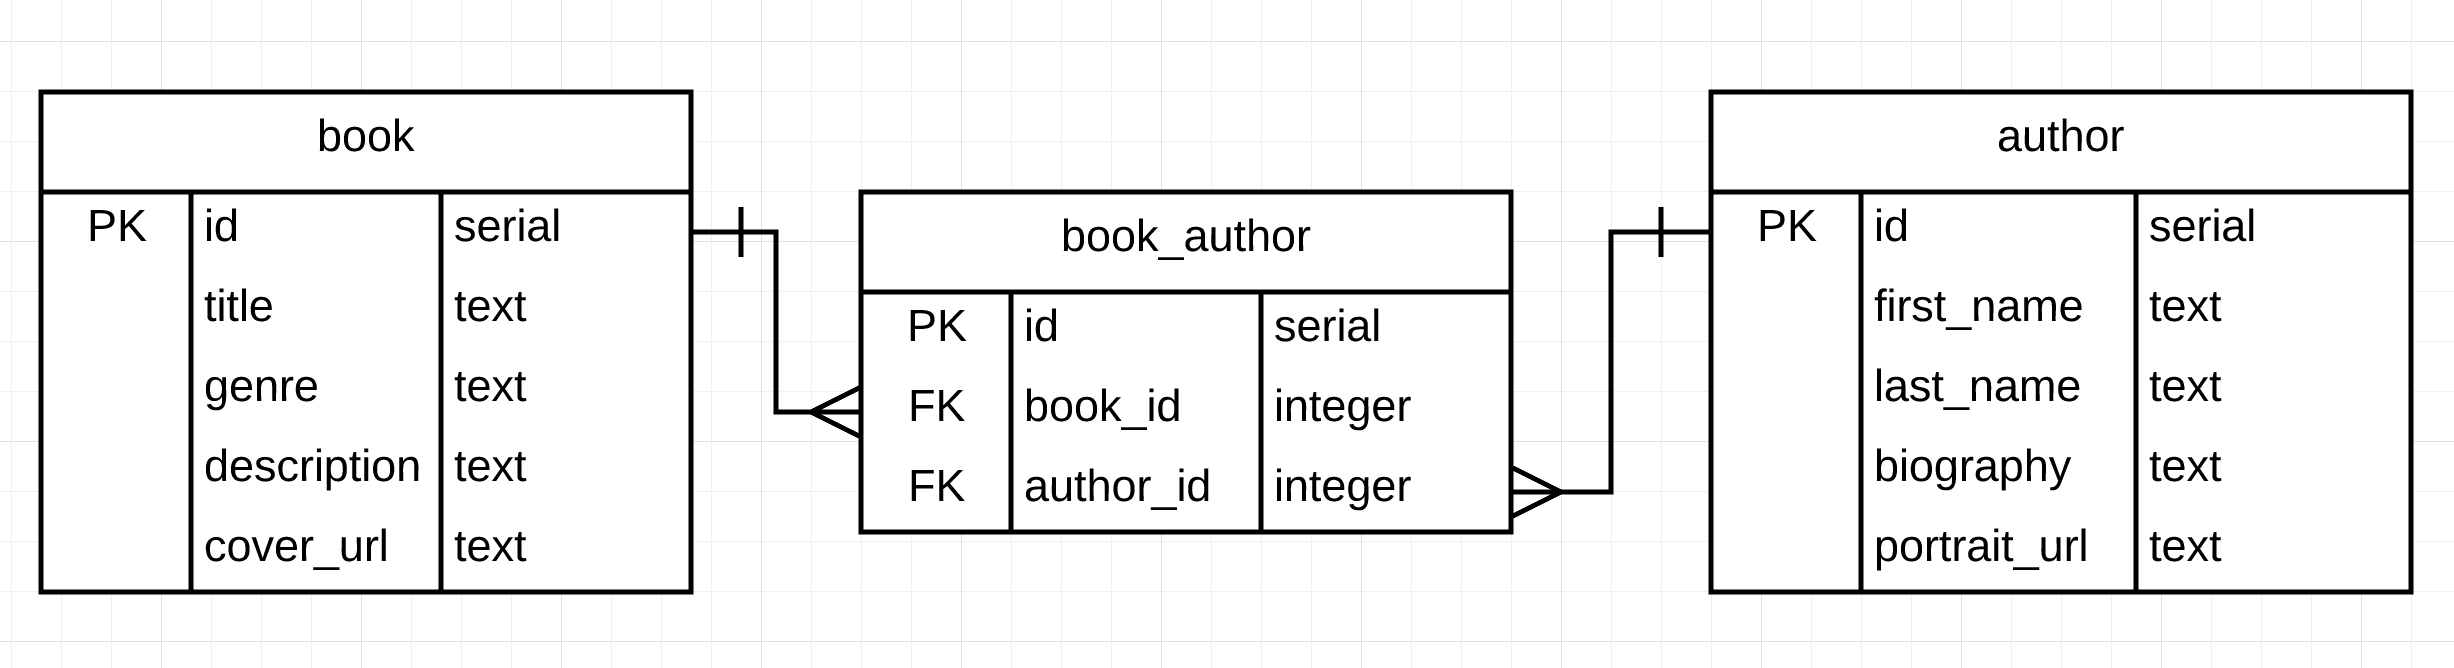 book
PK id serial
title text
genre text
description text
cover_url text
book_author
PK id serial
FK book_id integer
FK author_id integer
author
PK id serial
first_name text
last_name text
biography text
portrait_url text